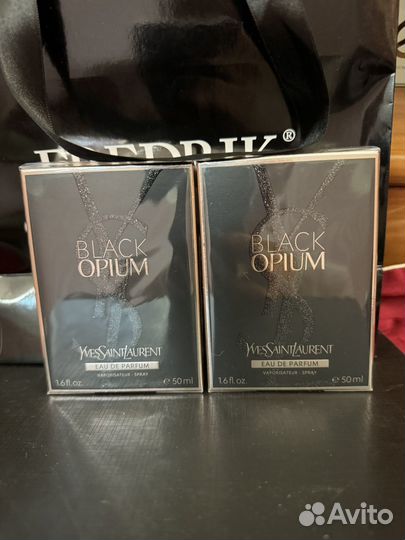 BLACK
OPIUM
YVESSAINTLAURENT
EAU DE PARFUM
VAPORISATEUR - SPRAY
1.6 fl.oz. ℮ 50 ml
BLACK
OPIUM
YVESSAINTLAURENT
EAU DE PARFUM
VAPORISATEUR - SPRAY
1.6 fl.oz. ℮ 50 ml
Avito